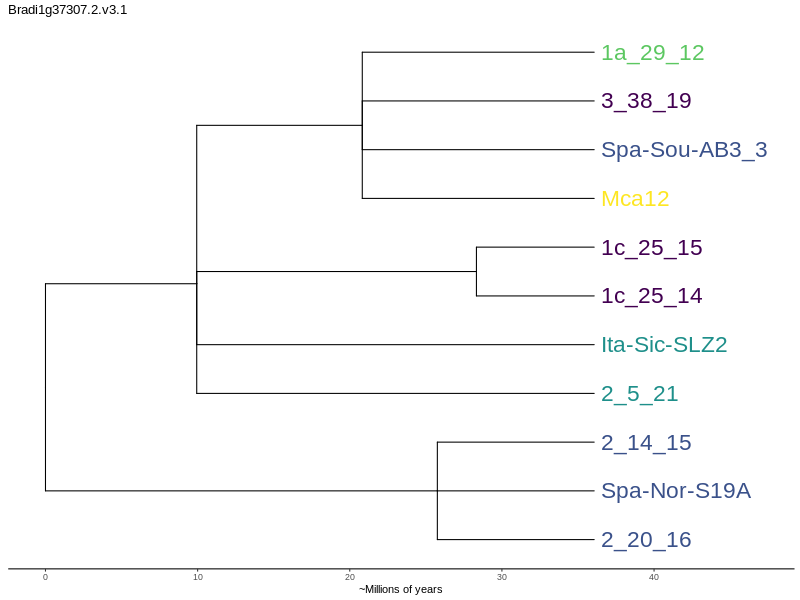 Bradi1g37307.2.v3.1
1a_29_12
3_38_19
Spa-Sou-AB3_3
Mca12
1c_25_15
1c_25_14
Ita-Sic-SLZ2
2_5_21
2_14_15
Spa-Nor-S19A
2_20_16
0 10 20 30 40
~Millions of years